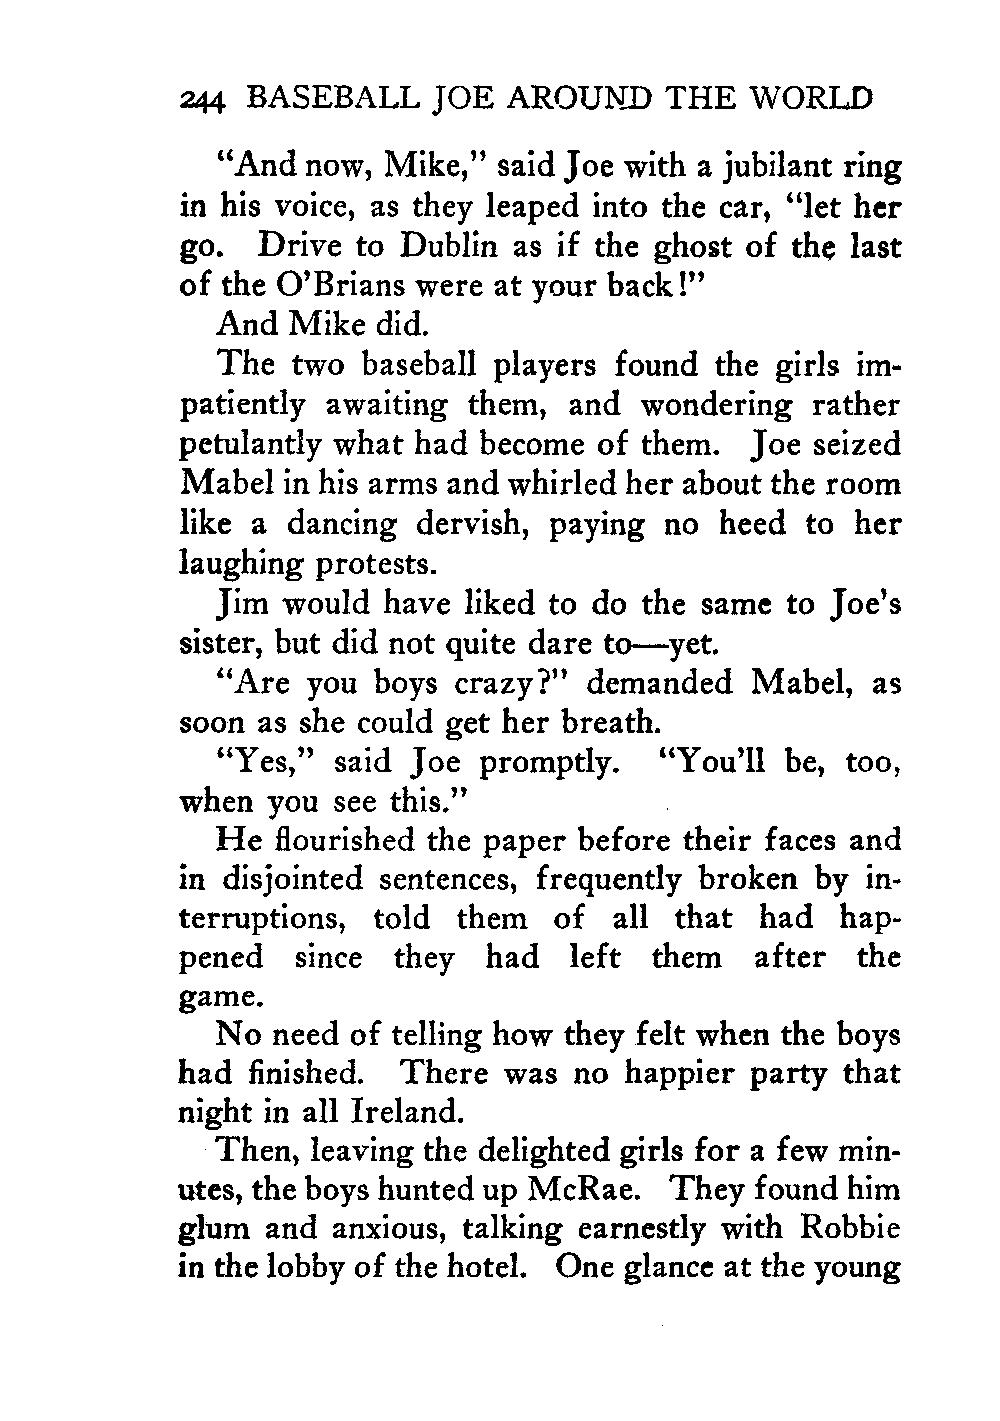 244 BASEBALL JOE AROUND THE WORLD
"And now, Mike," said Joe with a jubilant ring
in his voice, as they leaped into the car, "let her
go. Drive to Dublin as if the ghost of the last
of the O'Brians were at your back!"
And Mike did.
The two baseball players found the girls im-
patiently awaiting them, and wondering rather
petulantly what had become of them. Joe seized
Mabel in his arms and whirled her about the room
like a dancing dervish, paying no heed to her
laughing protests.
Jim would have liked to do the same to Joe's
sister, but did not quite dare to—yet.
"Are you boys crazy?" demanded Mabel, as
soon as she could get her breath.
"Yes," said Joe promptly. "You'll be, too,
when you see this."
He flourished the paper before their faces and
in disjointed sentences, frequently broken by in-
terruptions, told them of all that had hap-
pened since they had left them after the
game.
No need of telling how they felt when the boys
had finished. There was no happier party that
night in all Ireland.
Then, leaving the delighted girls for a few min-
utes, the boys hunted up McRae. They found him
glum and anxious, talking earnestly with Robbie
in the lobby of the hotel. One glance at the young